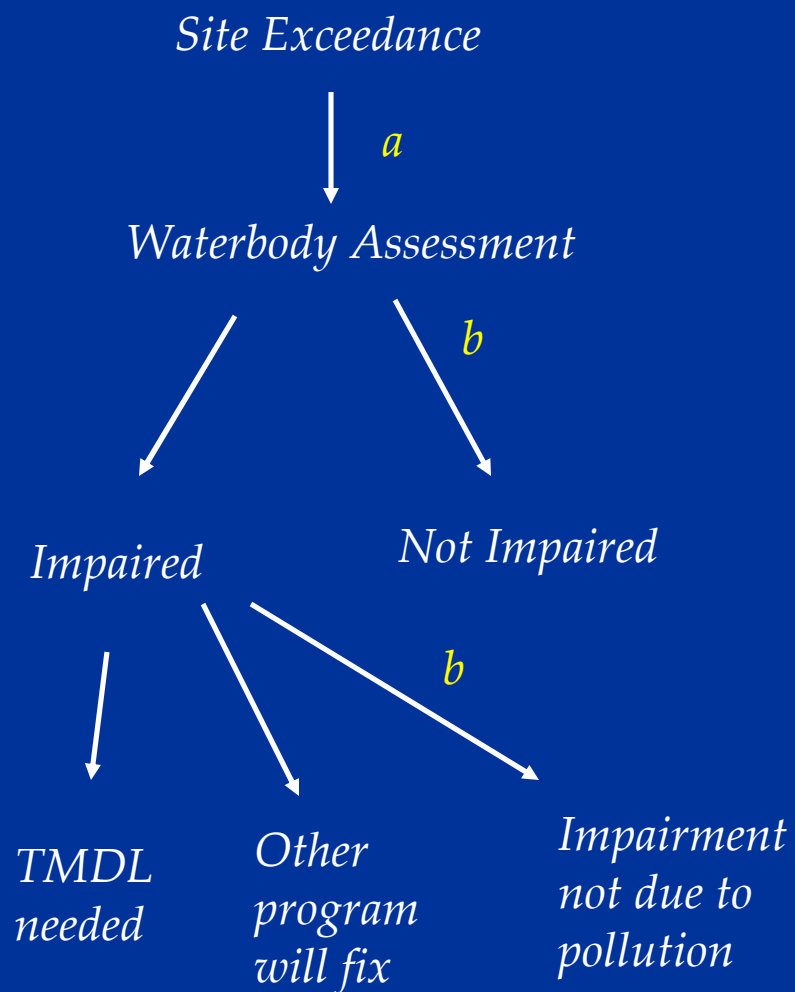 Site Exceedance
a
Waterbody Assessment
b
Impaired
Not Impaired
b
TMDL
needed
Other
program
will fix
Impairment
not due to
pollution